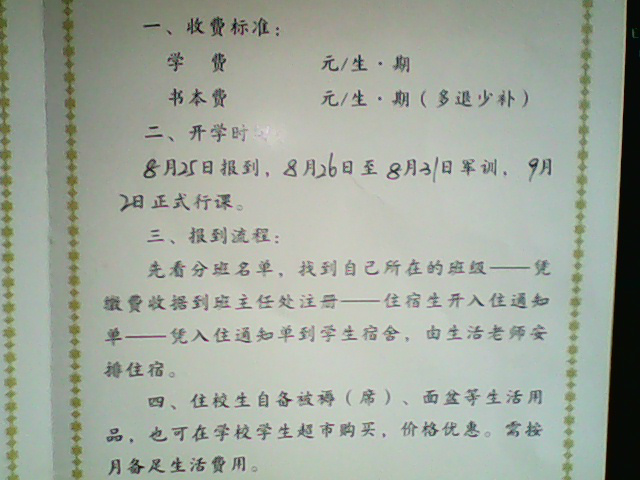 一、收费标准:
学 费 元/生·期
书本费 元/生·期(多退少补)
二、开学时
8月25日报到,8月26日至8月31日军训,9月
2日正式行课。
三、报到流程:
先看分班名单,找到自己所在的班级——凭
缴费收据到班主任处注册——住宿生开入住通知
单——凭入住通知单到学生宿舍,由生活老师安
排住宿。
四、住校生自备被褥(席)、面盆等生活用
品,也可在学校学生超市购买,价格优惠。需按
月备足生活费用。